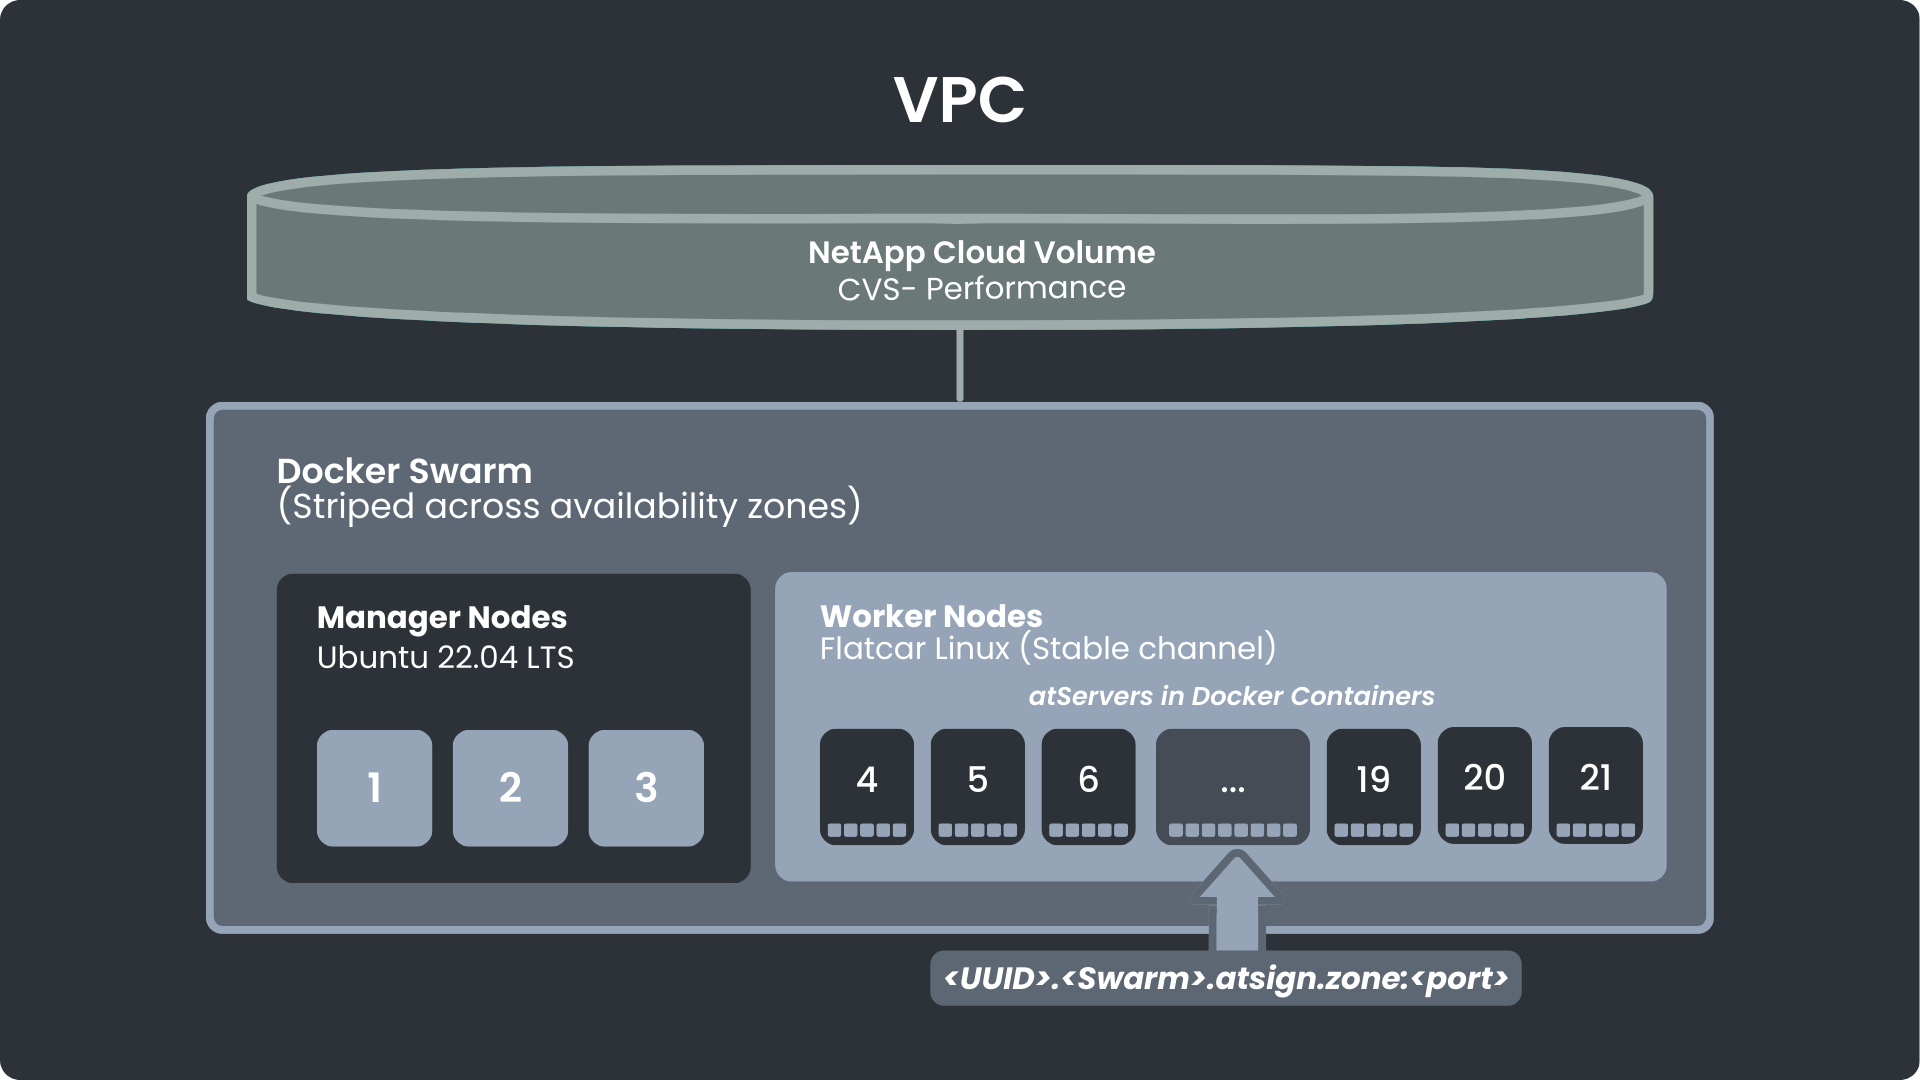 VPC
NetApp Cloud Volume
CVS- Performance
Docker Swarm
(Striped across availability zones)
Manager Nodes
Ubuntu 22.04 LTS
1 2 3
Worker Nodes
Flatcar Linux (Stable channel)
atServers in Docker Containers
4 5 6 ... 19 20 21
<UUID>.<Swarm>.atsign.zone:<port>